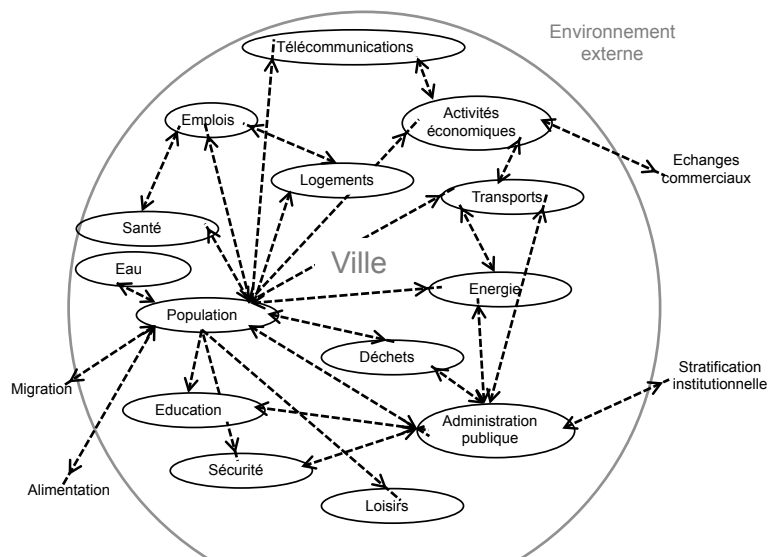 Environnement
externe
Télécommunications
Emplois
Activités
économiques
Logements
Echanges
commerciaux
Transports
Santé
Ville
Eau
Energie
Population
Déchets
Migration
Stratification
institutionnelle
Education
Administration
publique
Sécurité
Alimentation
Loisirs